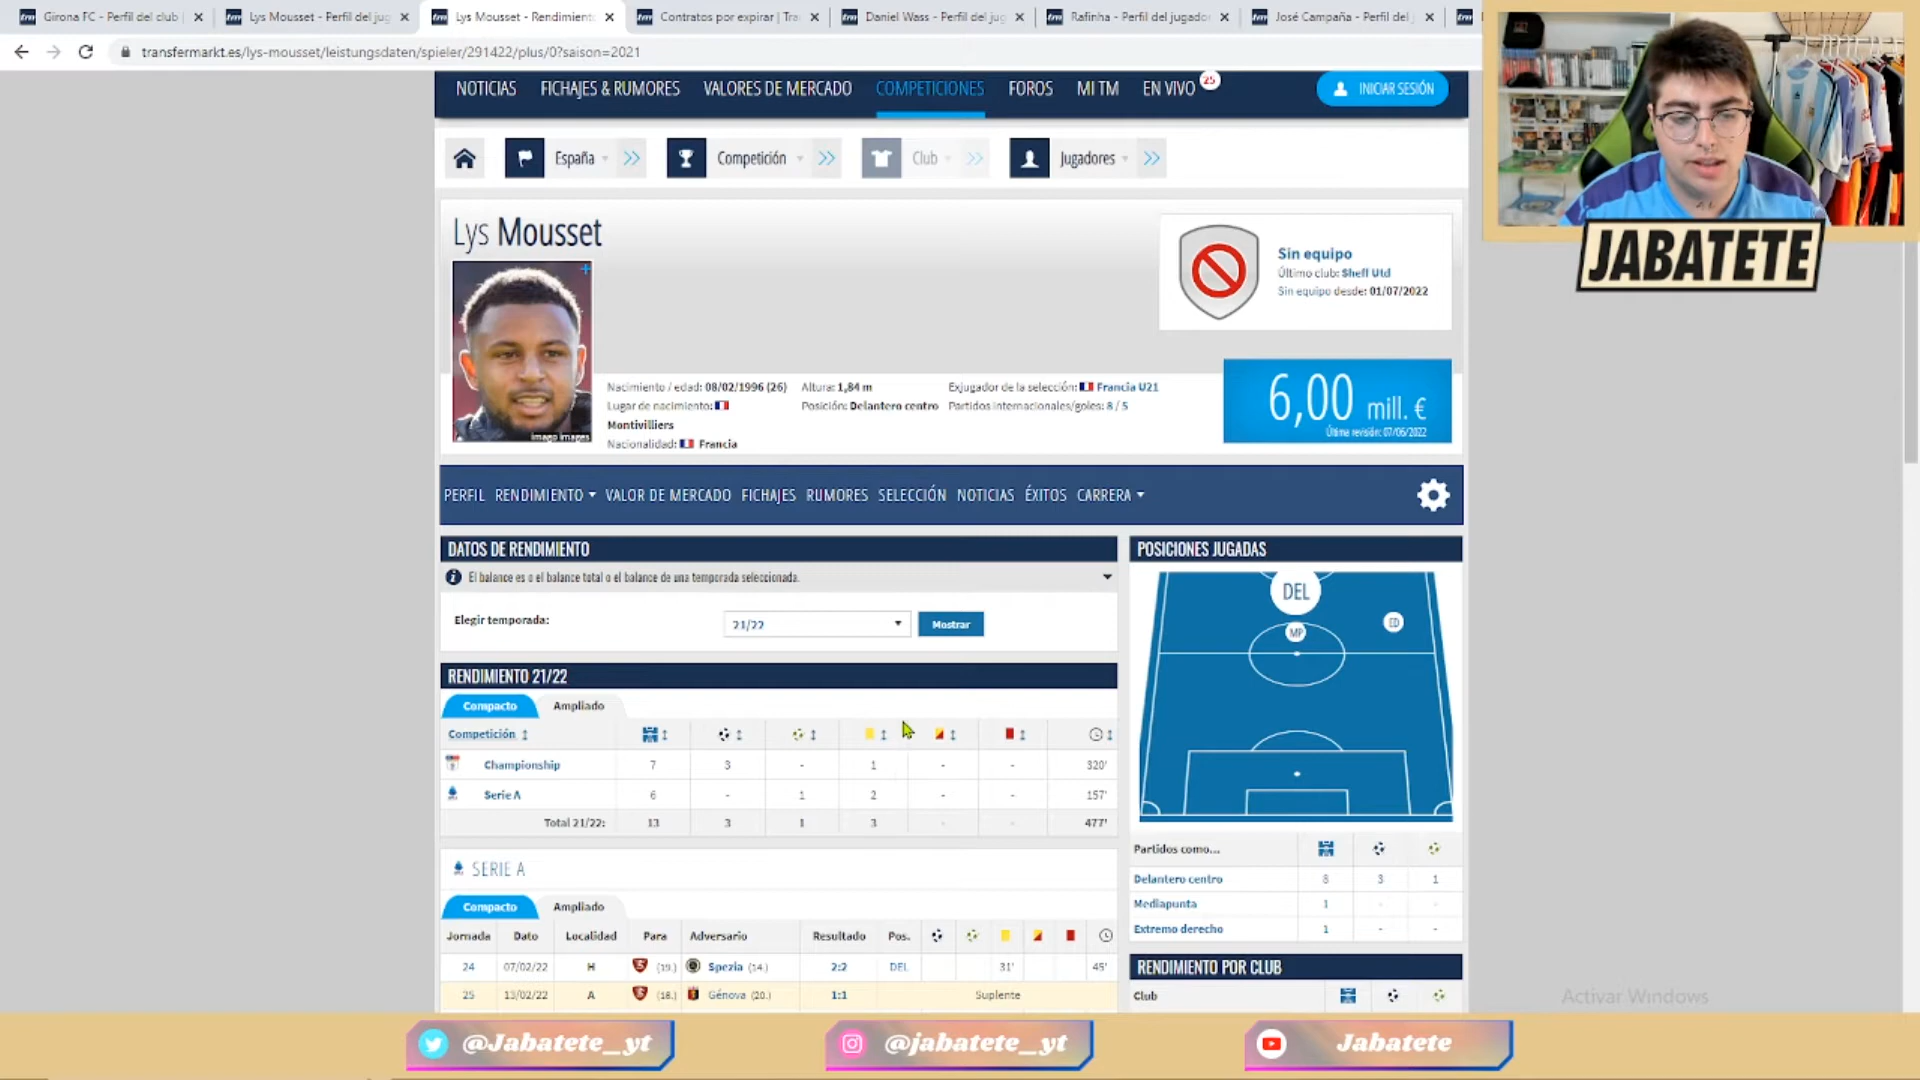 Girona FC - Perfil del club
Lys Mousset - Perfil del jug
Lys Mousset - Rendimiento
Contratos por expirar | Tra
Daniel Wass - Perfil del jug
Rafinha - Perfil del jugador
José Campaña - Perfil del j
transfermarkt.es/lys-mousset/leistungsdaten/spieler/291422/plus/0?saison=2021
NOTICIAS FICHAJES & RUMORES VALORES DE MERCADO COMPETICIONES FOROS MI TM EN VIVO 25 INICIAR SESIÓN
España Competición Club Jugadores
JABATETE
Lys Mousset
Sin equipo
Último club: Sheff Utd
Sin equipo desde: 01/07/2022
imago images
Nacimiento / edad: 08/02/1996 (26) Altura: 1,84 m Exjugador de la selección: Francia U21
Lugar de nacimiento: Posición: Delantero centro Partidos internacionales/goles: 8 / 5
Montivilliers
Nacionalidad: Francia
6,00 mill. €
Última revisión: 07/06/2022
PERFIL RENDIMIENTO VALOR DE MERCADO FICHAJES RUMORES SELECCIÓN NOTICIAS ÉXITOS CARRERA
DATOS DE RENDIMIENTO
El balance es o el balance total o el balance de una temporada seleccionada.
Elegir temporada: 21/22 Mostrar
RENDIMIENTO 21/22
Compacto Ampliado
Competición
Championship 7 3 - 1 - - 320'
Serie A 6 - 1 2 - - 157'
Total 21/22: 13 3 1 3 - - 477'
SERIE A
Compacto Ampliado
Jornada Dato Localidad Para Adversario Resultado Pos.
24 07/02/22 H (19.) Spezia (14.) 2:2 DEL 31' 45'
25 13/02/22 A (18.) Génova (20.) 1:1 Suplente
POSICIONES JUGADAS
DEL
MP
ED
Partidos como...
Delantero centro 8 3 1
Mediapunta 1 - -
Extremo derecho 1 - -
RENDIMIENTO POR CLUB
Club
Activar Windows
@Jabatete_yt
@jabatete_yt
Jabatete